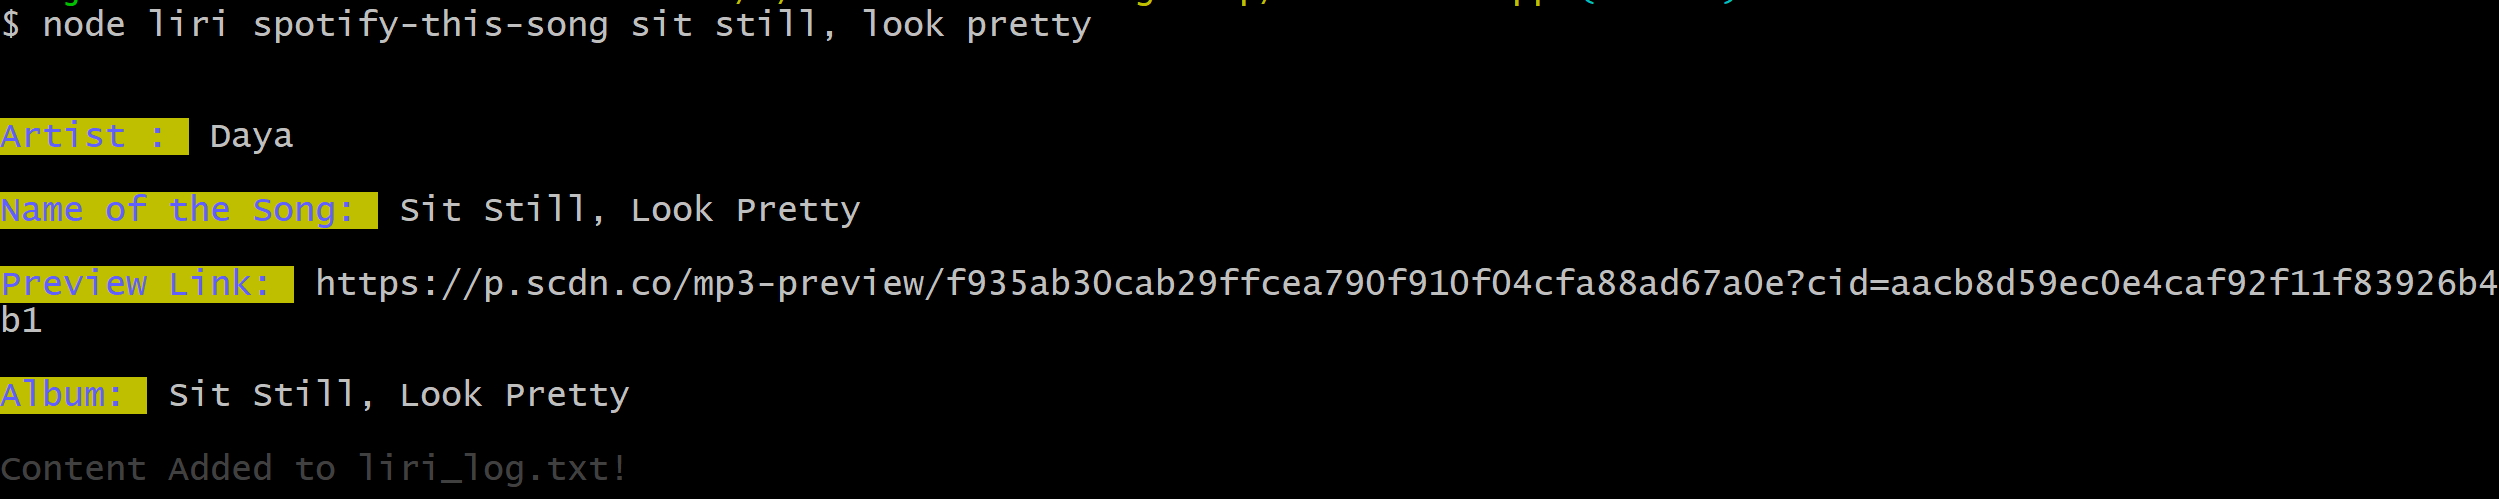 $ node liri spotify-this-song sit still, look pretty
Artist : Daya
Name of the Song: Sit Still, Look Pretty
Preview Link: https://p.scdn.co/mp3-preview/f935ab30cab29ffcea790f910f04cfa88ad67a0e?cid=aacb8d59ec0e4caf92f11f83926b4
b1
Album: Sit Still, Look Pretty
Content Added to liri_log.txt!